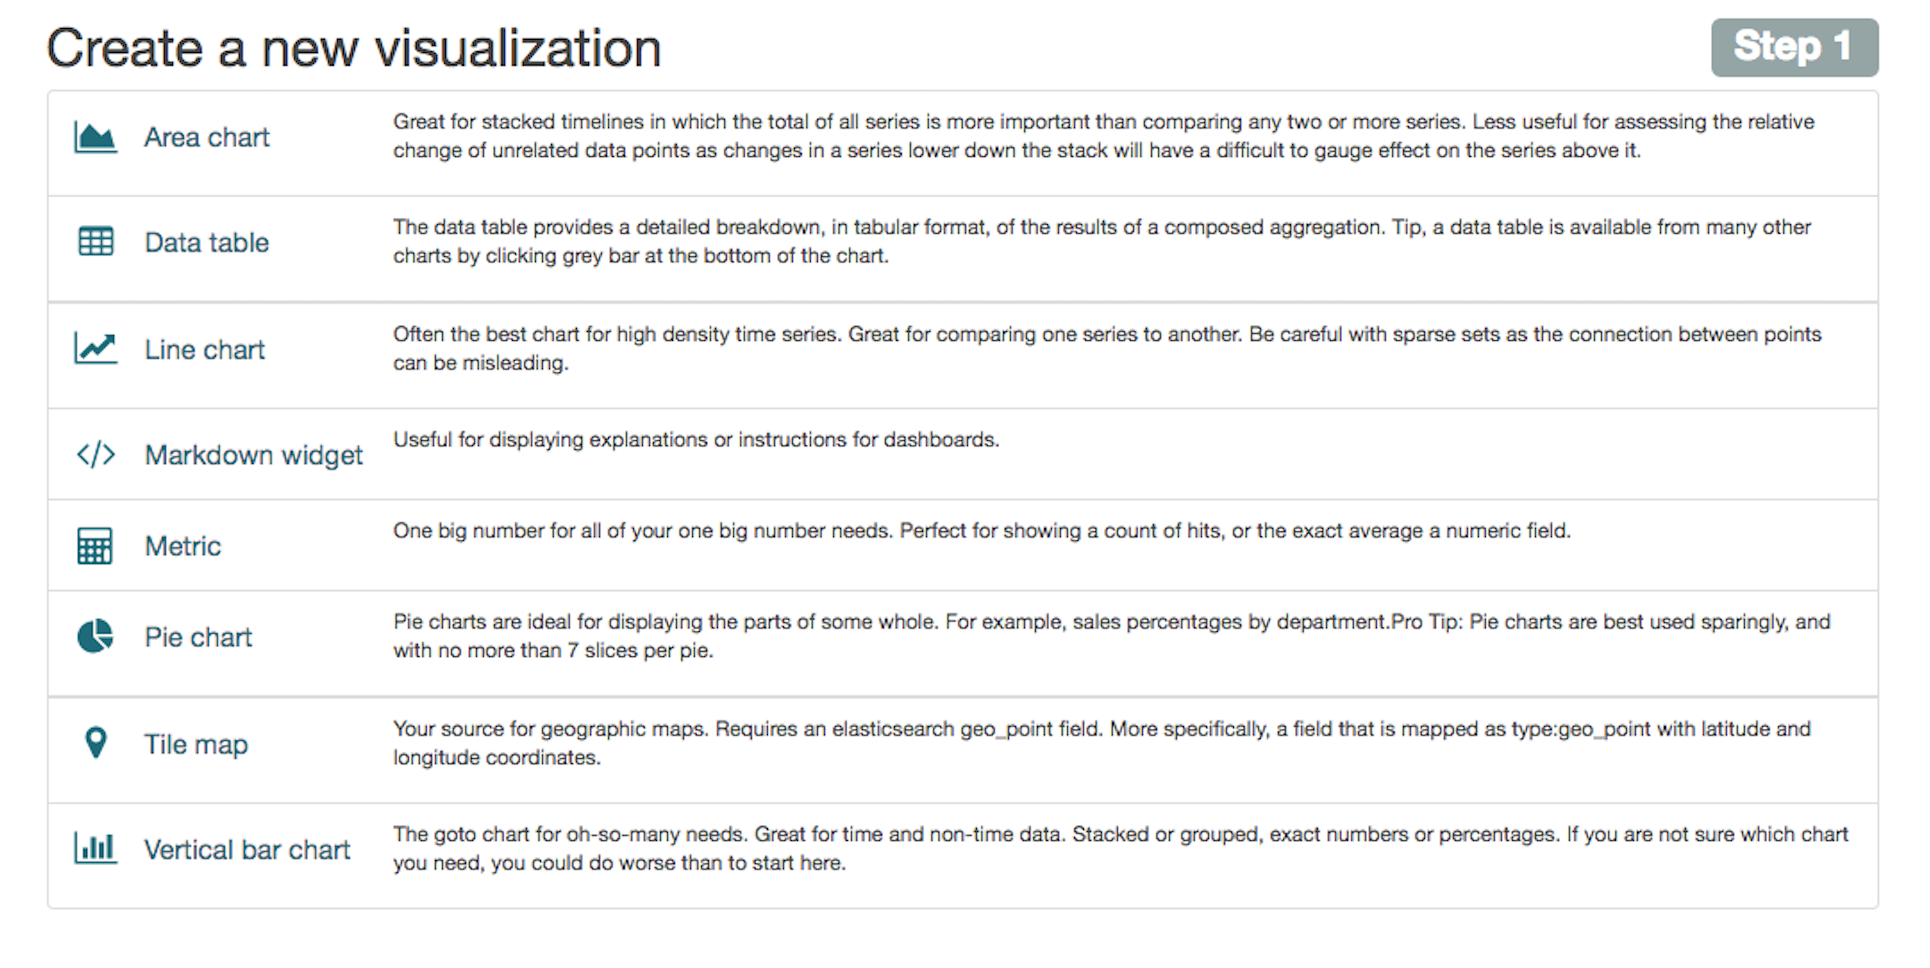 Create a new visualization
Step 1
Area chart
Great for stacked timelines in which the total of all series is more important than comparing any two or more series. Less useful for assessing the relative
change of unrelated data points as changes in a series lower down the stack will have a difficult to gauge effect on the series above it.
Data table
The data table provides a detailed breakdown, in tabular format, of the results of a composed aggregation. Tip, a data table is available from many other
charts by clicking grey bar at the bottom of the chart.
Line chart
Often the best chart for high density time series. Great for comparing one series to another. Be careful with sparse sets as the connection between points
can be misleading.
Markdown widget
Useful for displaying explanations or instructions for dashboards.
Metric
One big number for all of your one big number needs. Perfect for showing a count of hits, or the exact average a numeric field.
Pie chart
Pie charts are ideal for displaying the parts of some whole. For example, sales percentages by department.Pro Tip: Pie charts are best used sparingly, and
with no more than 7 slices per pie.
Tile map
Your source for geographic maps. Requires an elasticsearch geo_point field. More specifically, a field that is mapped as type:geo_point with latitude and
longitude coordinates.
Vertical bar chart
The goto chart for oh-so-many needs. Great for time and non-time data. Stacked or grouped, exact numbers or percentages. If you are not sure which chart
you need, you could do worse than to start here.